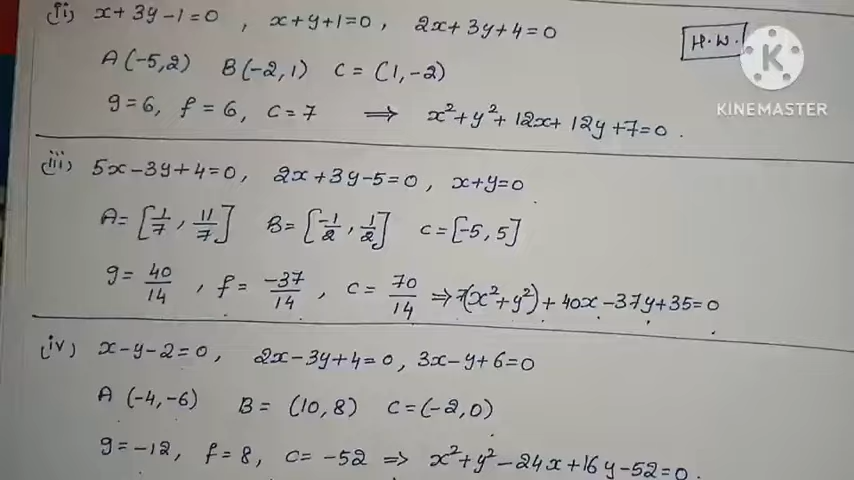 (ii) x+3y-1=0 , x+y+1=0 , 2x+3y+4=0
H.W.
A(-5,2) B(-2,1) C=(1,-2)
g=6, f=6, c=7 ⟹ x²+y²+12x+12y+7=0.
KINEMASTER
(iii) 5x-3y+4=0, 2x+3y-5=0, x+y=0
A=[1/7, 11/7] B=[-1/2, 1/2] C=[-5,5]
g=40/14, f=-37/14, c=70/14 ⇒ 7(x²+y²)+40x-37y+35=0
(iv) x-y-2=0, 2x-3y+4=0, 3x-y+6=0
A(-4,-6) B=(10,8) C=(-2,0)
g=-12, f=8, c=-52 ⇒ x²+y²-24x+16y-52=0.